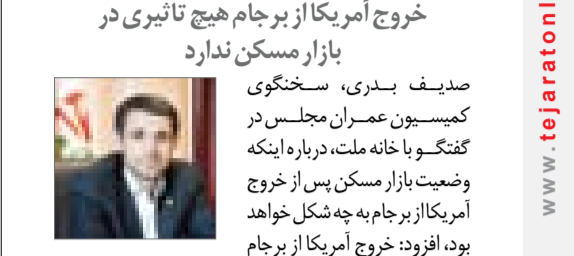 خروج آمریکا از برجام هیچ تاثیری در
بازار مسکن ندارد
صدیف بدری، سخنگوی
کمیسیون عمران مجلس در
گفتگو با خانه ملت، درباره اینکه
وضعیت بازار مسکن پس از خروج
آمریکااز برجام به چه شکل خواهد
بود، افزود: خروج آمریکا از برجام
www.tejaratonl